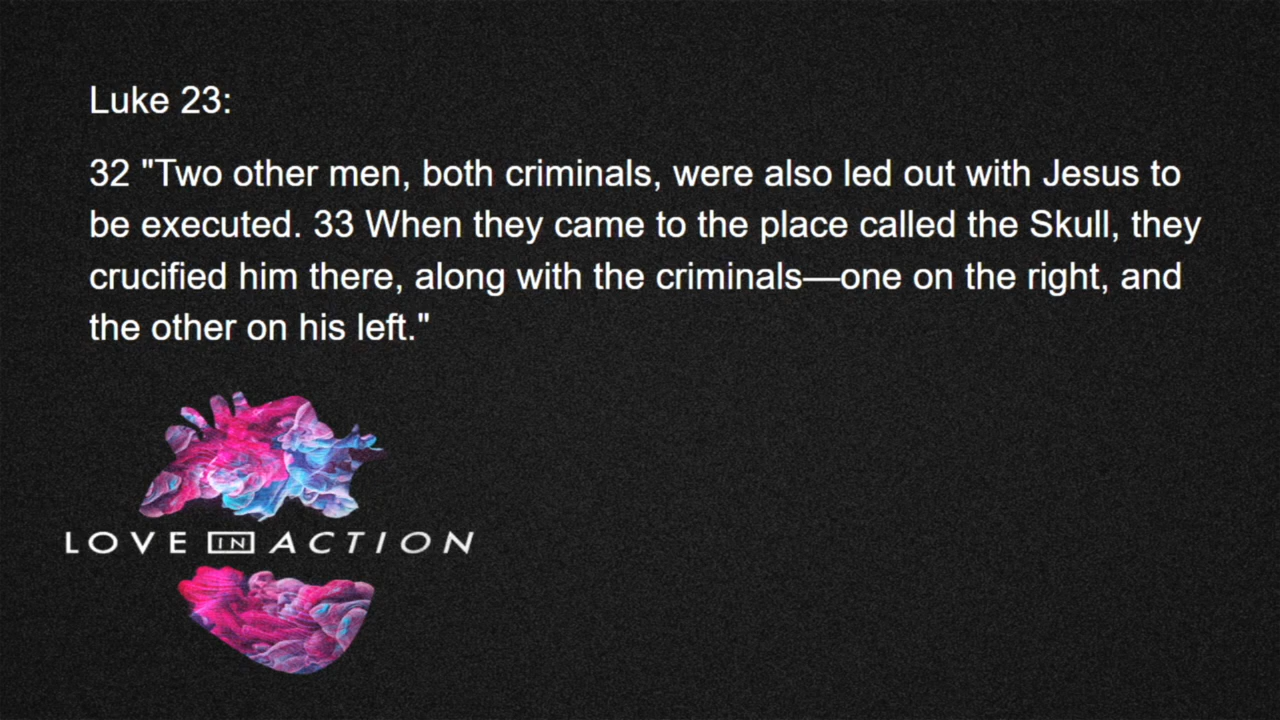 Luke 23:
32 "Two other men, both criminals, were also led out with Jesus to
be executed. 33 When they came to the place called the Skull, they
crucified him there, along with the criminals—one on the right, and
the other on his left."
LOVE IN ACTION